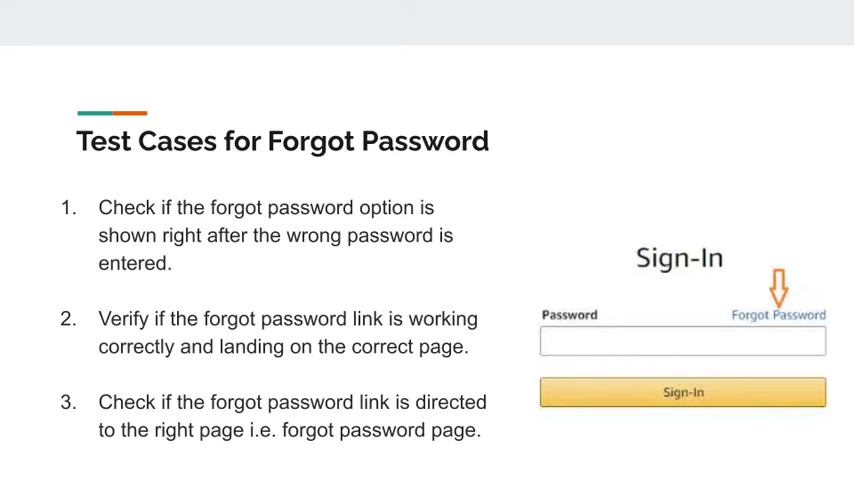 Test Cases for Forgot Password
1. Check if the forgot password option is
shown right after the wrong password is
entered.
2. Verify if the forgot password link is working
correctly and landing on the correct page.
3. Check if the forgot password link is directed
to the right page i.e. forgot password page.
Sign-In
Password Forgot Password
Sign-In